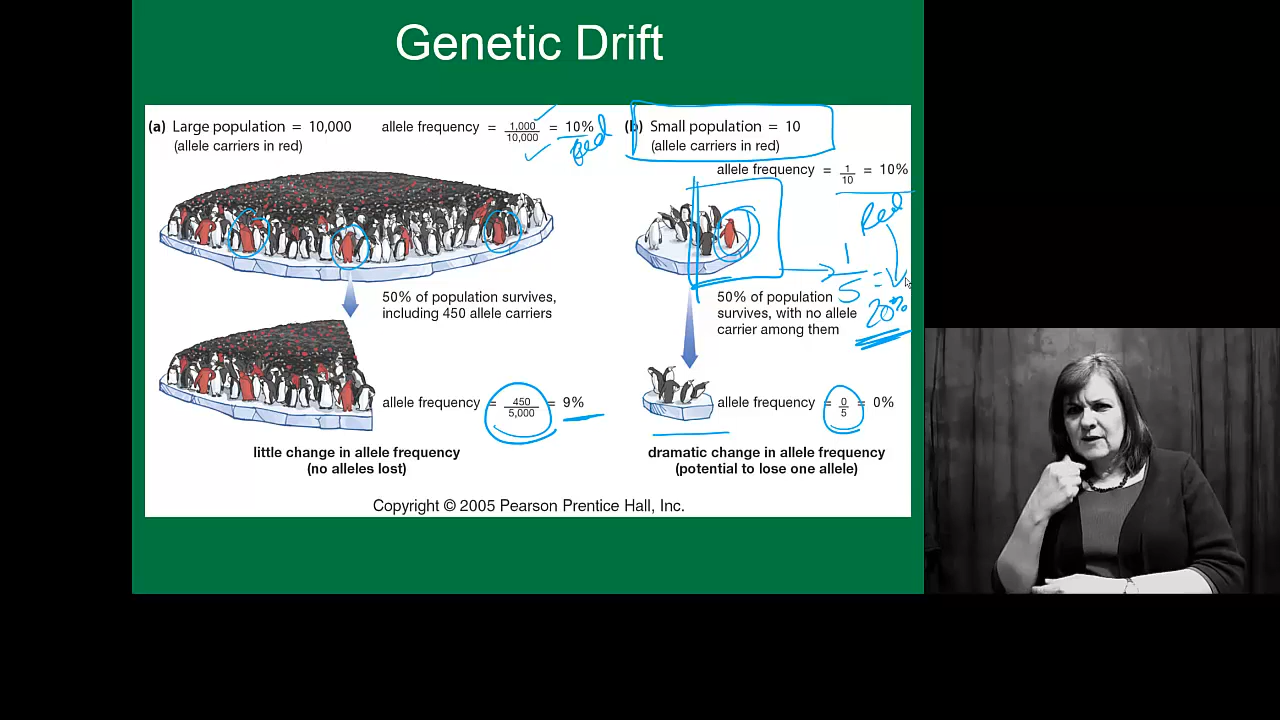 Genetic Drift
(a) Large population = 10,000
(allele carriers in red)
allele frequency = 1,000/10,000 = 10%
Red
(b) Small population = 10
(allele carriers in red)
allele frequency = 1/10 = 10%
Red
1/5 = 20%
50% of population survives,
including 450 allele carriers
50% of population
survives, with no allele
carrier among them
allele frequency = 450/5,000 = 9%
allele frequency = 0/5 = 0%
little change in allele frequency
(no alleles lost)
dramatic change in allele frequency
(potential to lose one allele)
Copyright © 2005 Pearson Prentice Hall, Inc.